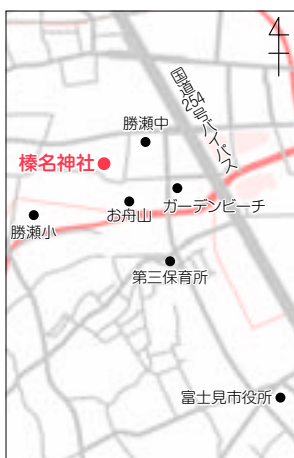 国道254号バイパス
勝瀬中
榛名神社
ガーデンビーチ
お舟山
勝瀬小
第三保育所
富士見市役所